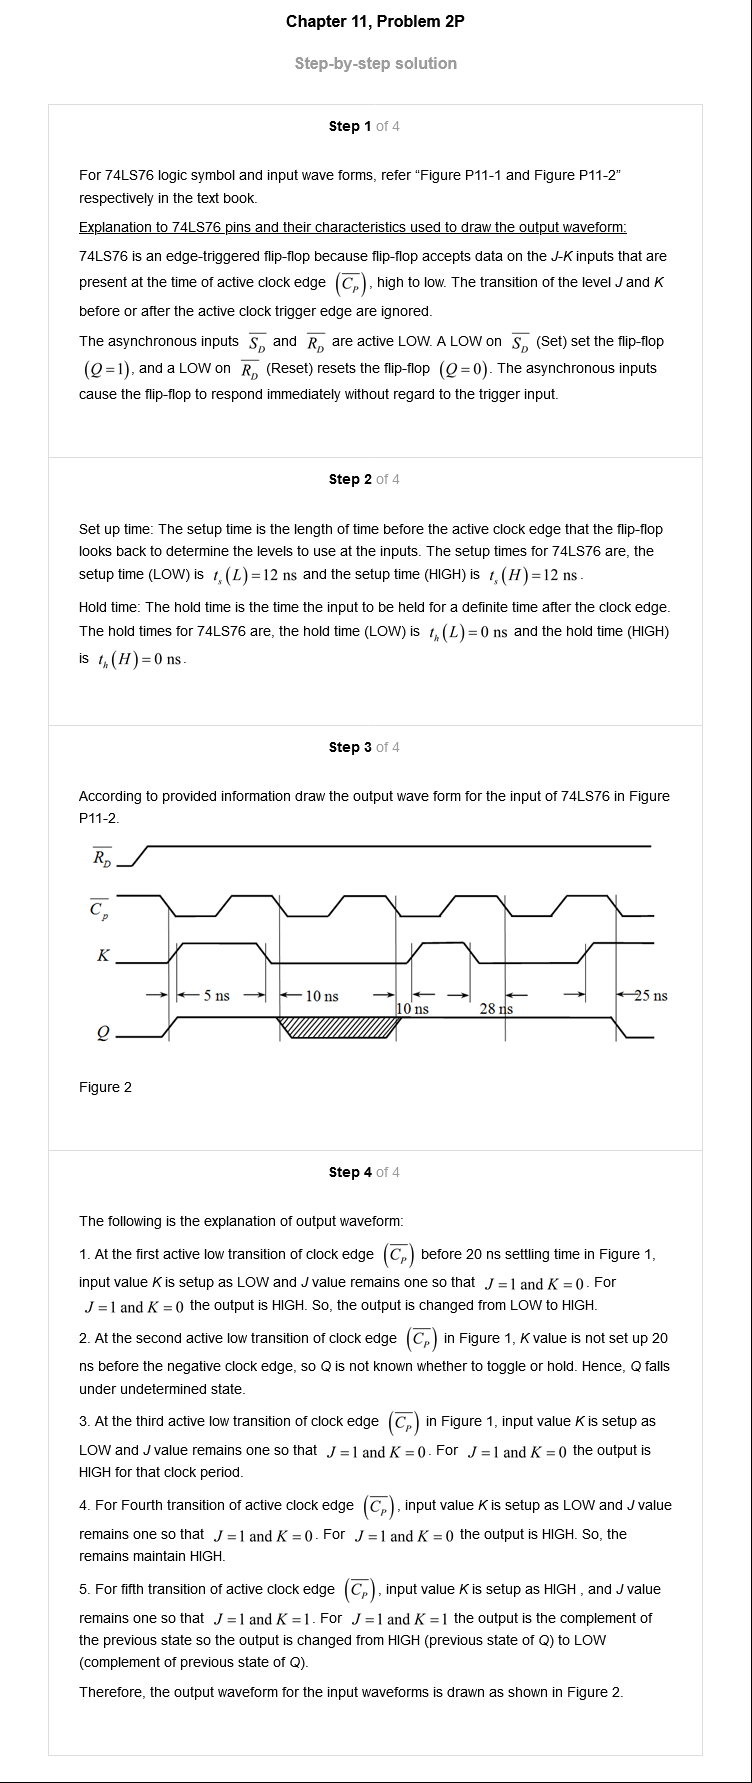 Chapter 11, Problem 2P
Step-by-step solution
Step 1 of 4
For 74LS76 logic symbol and input wave forms, refer “Figure P11-1 and Figure P11-2”
respectively in the text book.
Explanation to 74LS76 pins and their characteristics used to draw the output waveform:
74LS76 is an edge-triggered flip-flop because flip-flop accepts data on the J-K inputs that are
present at the time of active clock edge (C̅_p), high to low. The transition of the level J and K
before or after the active clock trigger edge are ignored.
The asynchronous inputs S̅_D and R̅_D are active LOW. A LOW on S̅_D (Set) set the flip-flop
(Q=1), and a LOW on R̅_D (Reset) resets the flip-flop (Q=0). The asynchronous inputs
cause the flip-flop to respond immediately without regard to the trigger input.
Step 2 of 4
Set up time: The setup time is the length of time before the active clock edge that the flip-flop
looks back to determine the levels to use at the inputs. The setup times for 74LS76 are, the
setup time (LOW) is t_s(L)=12 ns and the setup time (HIGH) is t_s(H)=12 ns.
Hold time: The hold time is the time the input to be held for a definite time after the clock edge.
The hold times for 74LS76 are, the hold time (LOW) is t_h(L)=0 ns and the hold time (HIGH)
is t_h(H)=0 ns.
Step 3 of 4
According to provided information draw the output wave form for the input of 74LS76 in Figure
P11-2.
R̅_D
C̅_p
K
5 ns 10 ns 25 ns
10 ns 28 ns
Q
Figure 2
Step 4 of 4
The following is the explanation of output waveform:
1. At the first active low transition of clock edge (C̅_p) before 20 ns settling time in Figure 1,
input value K is setup as LOW and J value remains one so that J=1 and K=0. For
J=1 and K=0 the output is HIGH. So, the output is changed from LOW to HIGH.
2. At the second active low transition of clock edge (C̅_p) in Figure 1, K value is not set up 20
ns before the negative clock edge, so Q is not known whether to toggle or hold. Hence, Q falls
under undetermined state.
3. At the third active low transition of clock edge (C̅_p) in Figure 1, input value K is setup as
LOW and J value remains one so that J=1 and K=0. For J=1 and K=0 the output is
HIGH for that clock period.
4. For Fourth transition of active clock edge (C̅_p), input value K is setup as LOW and J value
remains one so that J=1 and K=0. For J=1 and K=0 the output is HIGH. So, the
remains maintain HIGH.
5. For fifth transition of active clock edge (C̅_p), input value K is setup as HIGH , and J value
remains one so that J=1 and K=1. For J=1 and K=1 the output is the complement of
the previous state so the output is changed from HIGH (previous state of Q) to LOW
(complement of previous state of Q).
Therefore, the output waveform for the input waveforms is drawn as shown in Figure 2.